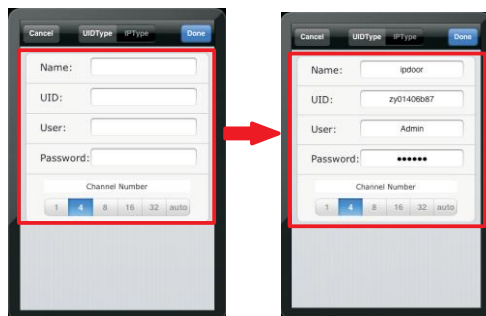 Cancel UIDType IPType Done
Name:
UID:
User:
Password:
Channel Number
1 4 8 16 32 auto
Cancel UIDType IPType Done
Name: ipdoor
UID: zy01406b87
User: Admin
Password: ••••••
Channel Number
1 4 8 16 32 auto